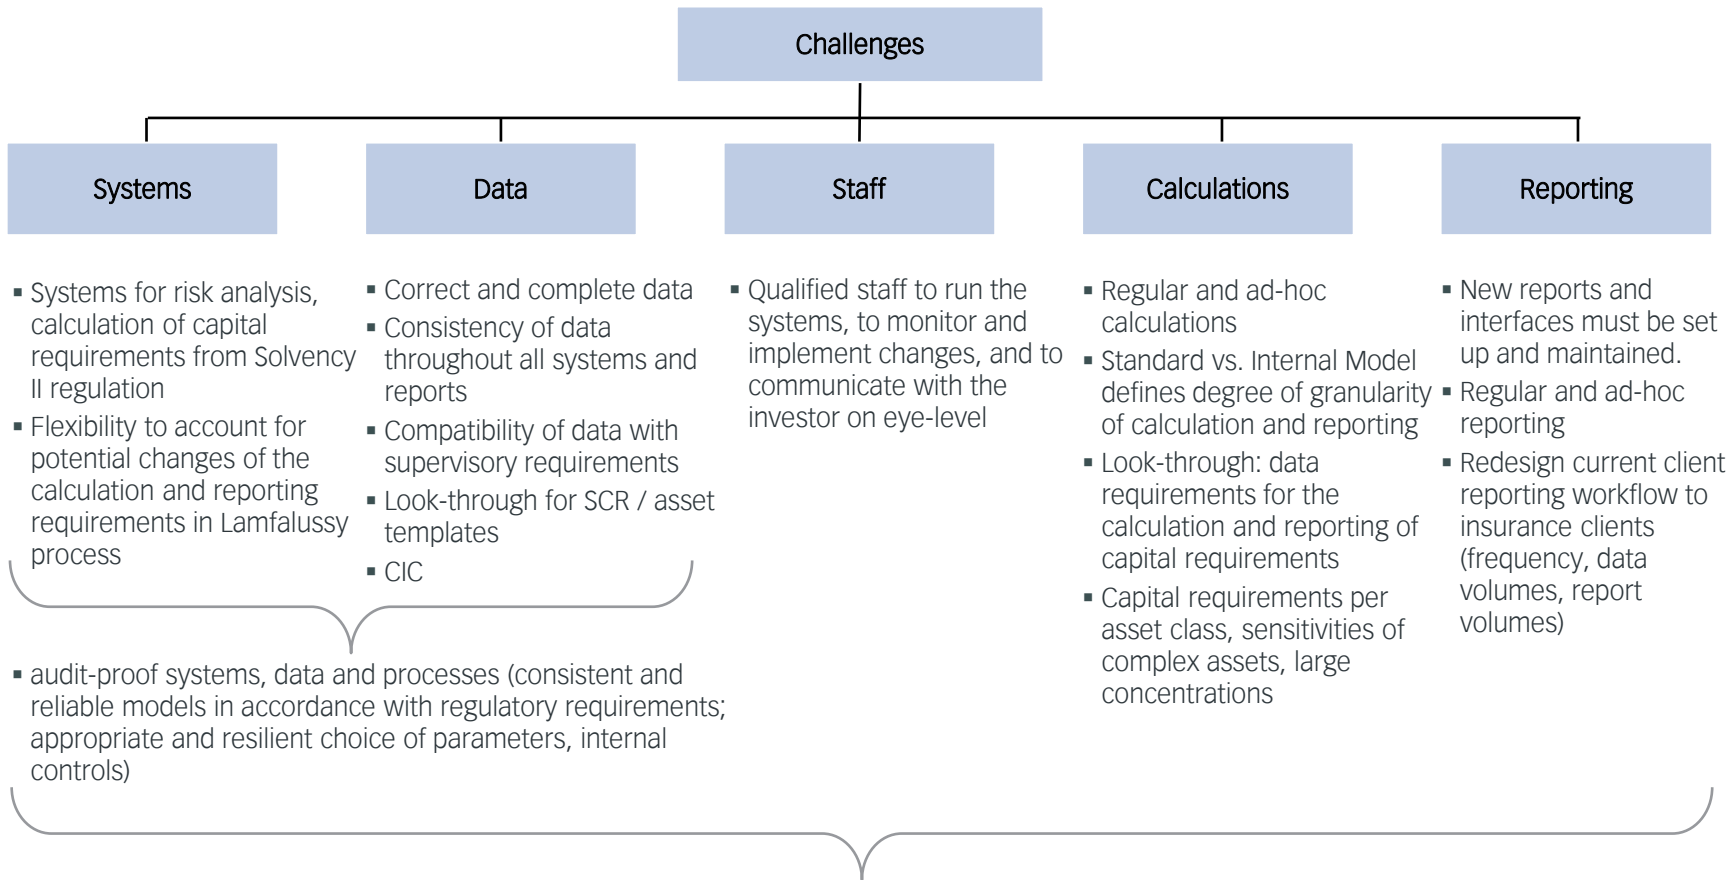 Challenges
Systems
Data
Staff
Calculations
Reporting
▪ Systems for risk analysis,
calculation of capital
requirements from Solvency
II regulation
▪ Flexibility to account for
potential changes of the
calculation and reporting
requirements in Lamfalussy
process
▪ Correct and complete data
▪ Consistency of data
throughout all systems and
reports
▪ Compatibility of data with
supervisory requirements
▪ Look-through for SCR / asset
templates
▪ CIC
▪ audit-proof systems, data and processes (consistent and
reliable models in accordance with regulatory requirements;
appropriate and resilient choice of parameters, internal
controls)
▪ Qualified staff to run the
systems, to monitor and
implement changes, and to
communicate with the
investor on eye-level
▪ Regular and ad-hoc
calculations
▪ Standard vs. Internal Model
defines degree of granularity
of calculation and reporting
▪ Look-through: data
requirements for the
calculation and reporting of
capital requirements
▪ Capital requirements per
asset class, sensitivities of
complex assets, large
concentrations
▪ New reports and
interfaces must be set
up and maintained.
▪ Regular and ad-hoc
reporting
▪ Redesign current client
reporting workflow to
insurance clients
(frequency, data
volumes, report
volumes)